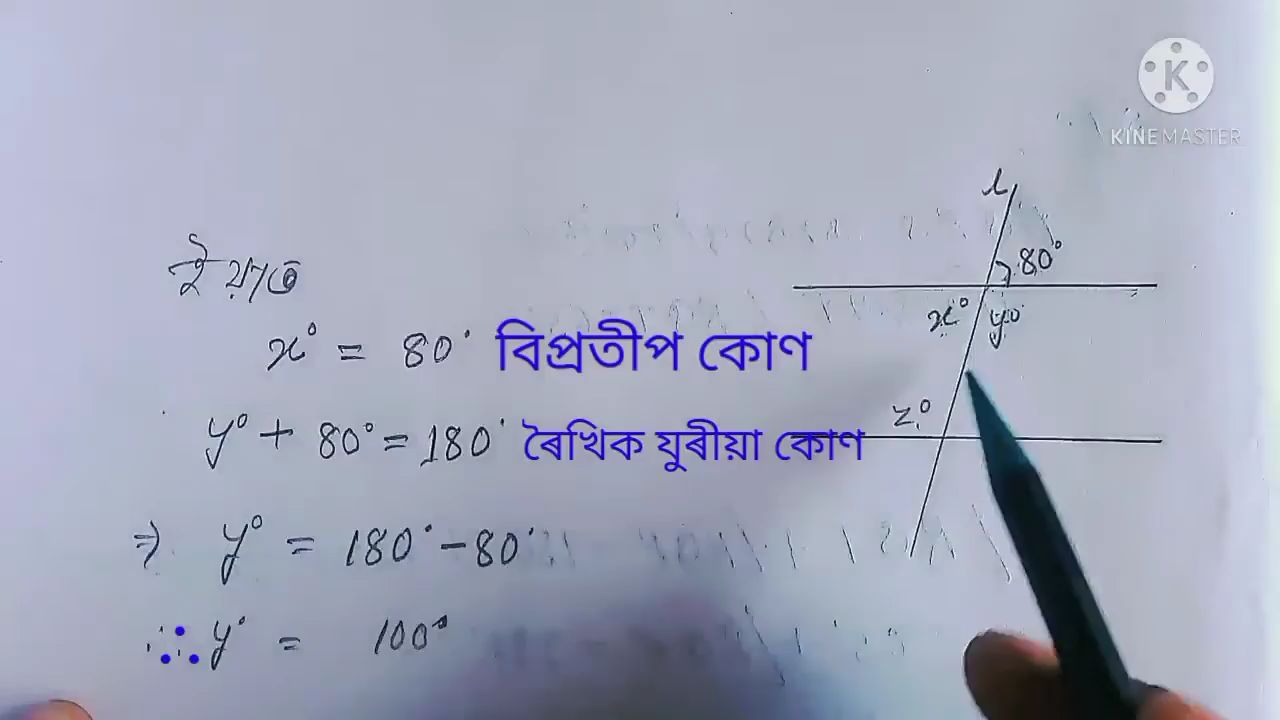 KINEMASTER
l
80°
x° y°
z°
ইয়াতে
x° = 80° বিপ্ৰতীপ কোণ
y° + 80° = 180° ৰৈখিক যুৰীয়া কোণ
⇒ y° = 180° - 80°
∴ y° = 100°